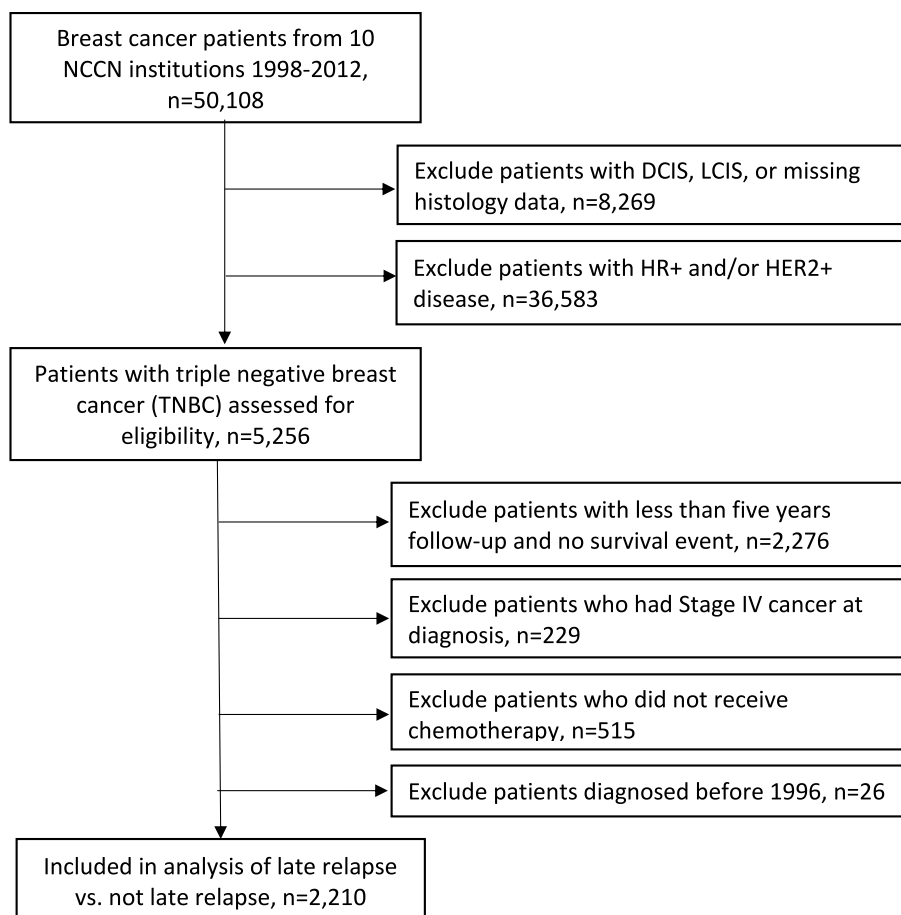 Breast cancer patients from 10
NCCN institutions 1998-2012,
n=50,108
Exclude patients with DCIS, LCIS, or missing
histology data, n=8,269
Exclude patients with HR+ and/or HER2+
disease, n=36,583
Patients with triple negative breast
cancer (TNBC) assessed for
eligibility, n=5,256
Exclude patients with less than five years
follow-up and no survival event, n=2,276
Exclude patients who had Stage IV cancer at
diagnosis, n=229
Exclude patients who did not receive
chemotherapy, n=515
Exclude patients diagnosed before 1996, n=26
Included in analysis of late relapse
vs. not late relapse, n=2,210